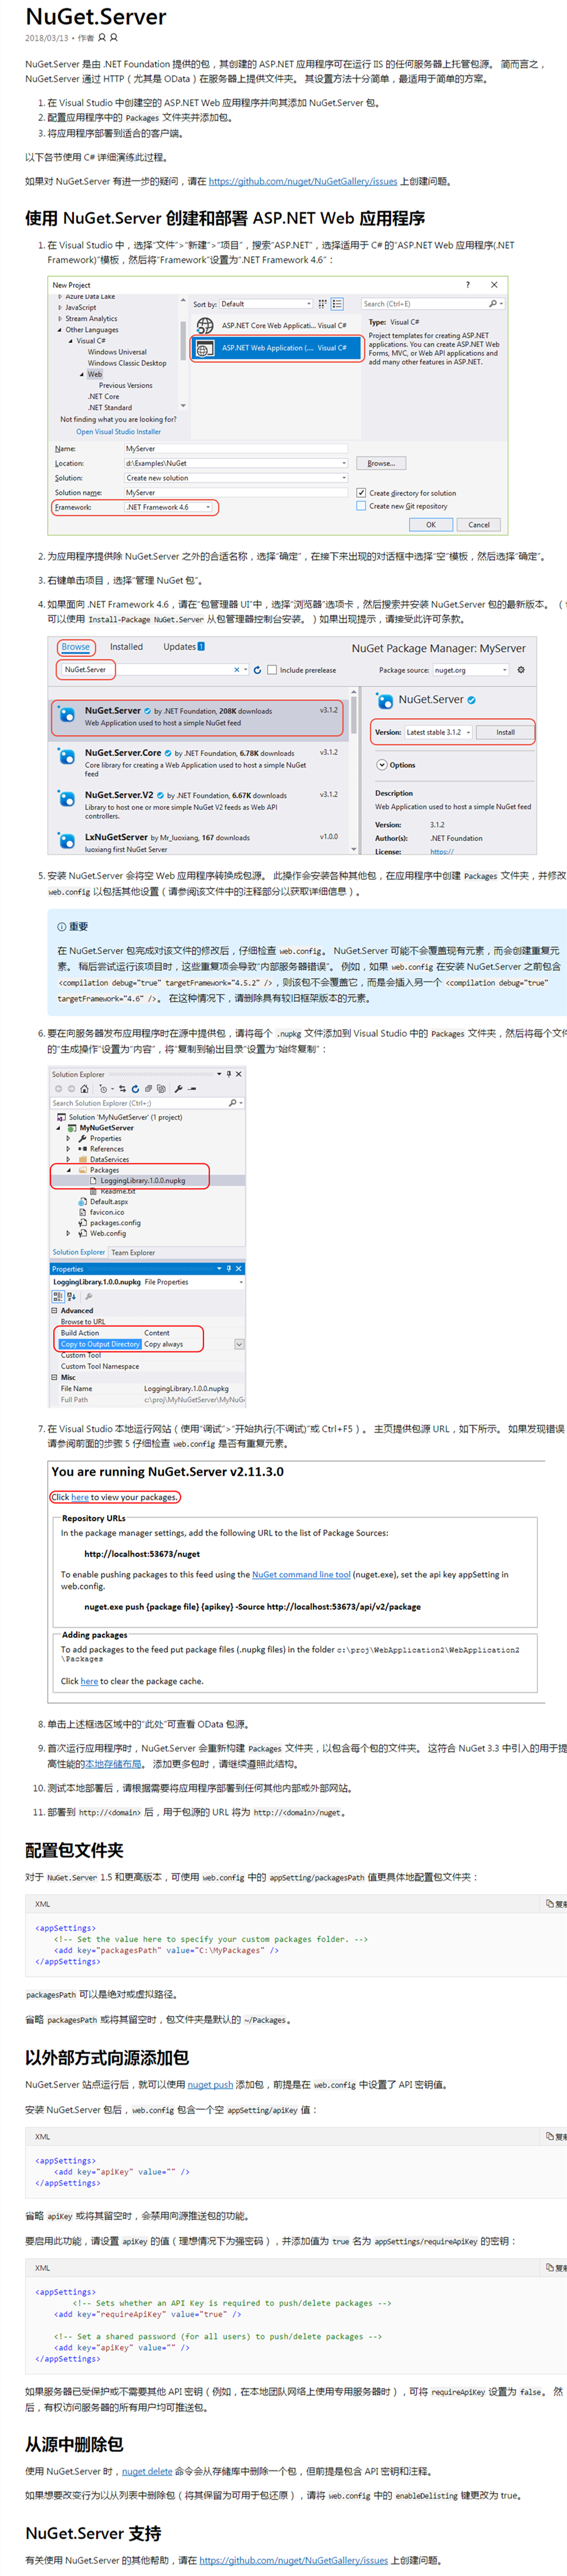 NuGet.Server
2018/03/13 • 作者
NuGet.Server 是由 .NET Foundation 提供的包，其创建的 ASP.NET 应用程序可在运行 IIS 的任何服务器上托管包源。 简而言之，
NuGet.Server 通过 HTTP（尤其是 OData）在服务器上提供文件夹。 其设置方法十分简单，最适用于简单的方案。
1. 在 Visual Studio 中创建空的 ASP.NET Web 应用程序并向其添加 NuGet.Server 包。
2. 配置应用程序中的 Packages 文件夹并添加包。
3. 将应用程序部署到适合的客户端。
以下各节使用 C# 详细演练此过程。
如果对 NuGet.Server 有进一步的疑问，请在 https://github.com/nuget/NuGetGallery/issues 上创建问题。
使用 NuGet.Server 创建和部署 ASP.NET Web 应用程序
1. 在 Visual Studio 中，选择“文件”>“新建”>“项目”，搜索“ASP.NET”，选择适用于 C# 的“ASP.NET Web 应用程序(.NET
Framework)”模板，然后将“Framework”设置为“.NET Framework 4.6”：
New Project
? ×
Azure Data Lake
JavaScript
Stream Analytics
Other Languages
Visual C#
Windows Universal
Windows Classic Desktop
Web
Previous Versions
.NET Core
.NET Standard
Not finding what you are looking for?
Open Visual Studio Installer
Sort by: Default
Search (Ctrl+E)
ASP.NET Core Web Applicati... Visual C#
ASP.NET Web Application (.... Visual C#
Type: Visual C#
Project templates for creating ASP.NET
applications. You can create ASP.NET Web
Forms, MVC, or Web API applications and
add many other features in ASP.NET.
Name: MyServer
Location: d:\Examples\NuGet
Browse...
Solution: Create new solution
Solution name: MyServer
Create directory for solution
Framework: .NET Framework 4.6
Create new Git repository
OK Cancel
2. 为应用程序提供除 NuGet.Server 之外的合适名称，选择“确定”，在接下来出现的对话框中选择“空”模板，然后选择“确定”。
3. 右键单击项目，选择“管理 NuGet 包”。
4. 如果面向 .NET Framework 4.6，请在“包管理器 UI”中，选择“浏览器”选项卡，然后搜索并安装 NuGet.Server 包的最新版本。 （
可以使用 Install-Package NuGet.Server 从包管理器控制台安装。）如果出现提示，请接受此许可条款。
Browse Installed Updates 1
NuGet Package Manager: MyServer
NuGet.Server
Include prerelease
Package source: nuget.org
NuGet.Server by .NET Foundation, 208K downloads v3.1.2
Web Application used to host a simple NuGet feed
NuGet.Server.Core by .NET Foundation, 6.78K downloads v3.1.2
Core library for creating a Web Application used to host a simple NuGet
feed
NuGet.Server.V2 by .NET Foundation, 6.67K downloads v3.1.2
Library to host one or more simple NuGet V2 feeds as Web API
controllers.
LxNuGetServer by Mr_luoxiang, 167 downloads v1.0.0
luoxiang first NuGet Server
NuGet.Server
Version: Latest stable 3.1.2 Install
Options
Description
Web Application used to host a simple NuGet feed
Version: 3.1.2
Author(s): .NET Foundation
License: https://
5. 安装 NuGet.Server 会将空 Web 应用程序转换成包源。 此操作会安装各种其他包，在应用程序中创建 Packages 文件夹，并修改
web.config 以包括其他设置（请参阅该文件中的注释部分以获取详细信息）。
重要
在 NuGet.Server 包完成对该文件的修改后，仔细检查 web.config。 NuGet.Server 可能不会覆盖现有元素，而会创建重复元
素。 稍后尝试运行该项目时，这些重复项会导致“内部服务器错误”。 例如，如果 web.config 在安装 NuGet.Server 之前包含
<compilation debug="true" targetFramework="4.5.2" />，则该包不会覆盖它，而是会插入另一个 <compilation debug="true"
targetFramework="4.6" />。 在这种情况下，请删除具有较旧框架版本的元素。
6. 要在向服务器发布应用程序时在源中提供包，请将每个 .nupkg 文件添加到 Visual Studio 中的 Packages 文件夹，然后将每个文件
的“生成操作”设置为“内容”，将“复制到输出目录”设置为“始终复制”：
Solution Explorer
Search Solution Explorer (Ctrl+;)
Solution 'MyNuGetServer' (1 project)
MyNuGetServer
Properties
References
DataServices
Packages
LoggingLibrary.1.0.0.nupkg
Readme.txt
Default.aspx
favicon.ico
packages.config
Web.config
Solution Explorer Team Explorer
Properties
LoggingLibrary.1.0.0.nupkg File Properties
Advanced
Browse to URL
Build Action Content
Copy to Output Directory Copy always
Custom Tool
Custom Tool Namespace
Misc
File Name LoggingLibrary.1.0.0.nupkg
Full Path c:\proj\MyNuGetServer\MyNuG
7. 在 Visual Studio 本地运行网站（使用“调试”>“开始执行(不调试)”或 Ctrl+F5）。 主页提供包源 URL，如下所示。 如果发现错误
请参阅前面的步骤 5 仔细检查 web.config 是否有重复元素。
You are running NuGet.Server v2.11.3.0
Click here to view your packages.
Repository URLs
In the package manager settings, add the following URL to the list of Package Sources:
http://localhost:53673/nuget
To enable pushing packages to this feed using the NuGet command line tool (nuget.exe), set the api key appSetting in
web.config.
nuget.exe push {package file} {apikey} -Source http://localhost:53673/api/v2/package
Adding packages
To add packages to the feed put package files (.nupkg files) in the folder c:\proj\WebApplication2\WebApplication2
\Packages
Click here to clear the package cache.
8. 单击上述框选区域中的“此处”可查看 OData 包源。
9. 首次运行应用程序时，NuGet.Server 会重新构建 Packages 文件夹，以包含每个包的文件夹。 这符合 NuGet 3.3 中引入的用于提
高性能的本地存储布局。 添加更多包时，请继续遵照此结构。
10. 测试本地部署后，请根据需要将应用程序部署到任何其他内部或外部网站。
11. 部署到 http://<domain> 后，用于包源的 URL 将为 http://<domain>/nuget。
配置包文件夹
对于 NuGet.Server 1.5 和更高版本，可使用 web.config 中的 appSetting/packagesPath 值更具体地配置包文件夹：
XML 复制
<appSettings>
<!-- Set the value here to specify your custom packages folder. -->
<add key="packagesPath" value="C:\MyPackages" />
</appSettings>
packagesPath 可以是绝对或虚拟路径。
省略 packagesPath 或将其留空时，包文件夹是默认的 ~/Packages。
以外部方式向源添加包
NuGet.Server 站点运行后，就可以使用 nuget push 添加包，前提是在 web.config 中设置了 API 密钥值。
安装 NuGet.Server 包后，web.config 包含一个空 appSetting/apiKey 值：
XML 复制
<appSettings>
<add key="apiKey" value="" />
</appSettings>
省略 apiKey 或将其留空时，会禁用向源推送包的功能。
要启用此功能，请设置 apiKey 的值（理想情况下为强密码），并添加值为 true 名为 appSettings/requireApiKey 的密钥：
XML 复制
<appSettings>
<!-- Sets whether an API Key is required to push/delete packages -->
<add key="requireApiKey" value="true" />
<!-- Set a shared password (for all users) to push/delete packages -->
<add key="apiKey" value="" />
</appSettings>
如果服务器已受保护或不需要其他 API 密钥（例如，在本地团队网络上使用专用服务器时），可将 requireApiKey 设置为 false。 然
后，有权访问服务器的所有用户均可推送包。
从源中删除包
使用 NuGet.Server 时，nuget delete 命令会从存储库中删除一个包，但前提是包含 API 密钥和注释。
如果想要改变行为以从列表中删除包（将其保留为可用于包还原），请将 web.config 中的 enableDelisting 键更改为 true。
NuGet.Server 支持
有关使用 NuGet.Server 的其他帮助，请在 https://github.com/nuget/NuGetGallery/issues 上创建问题。